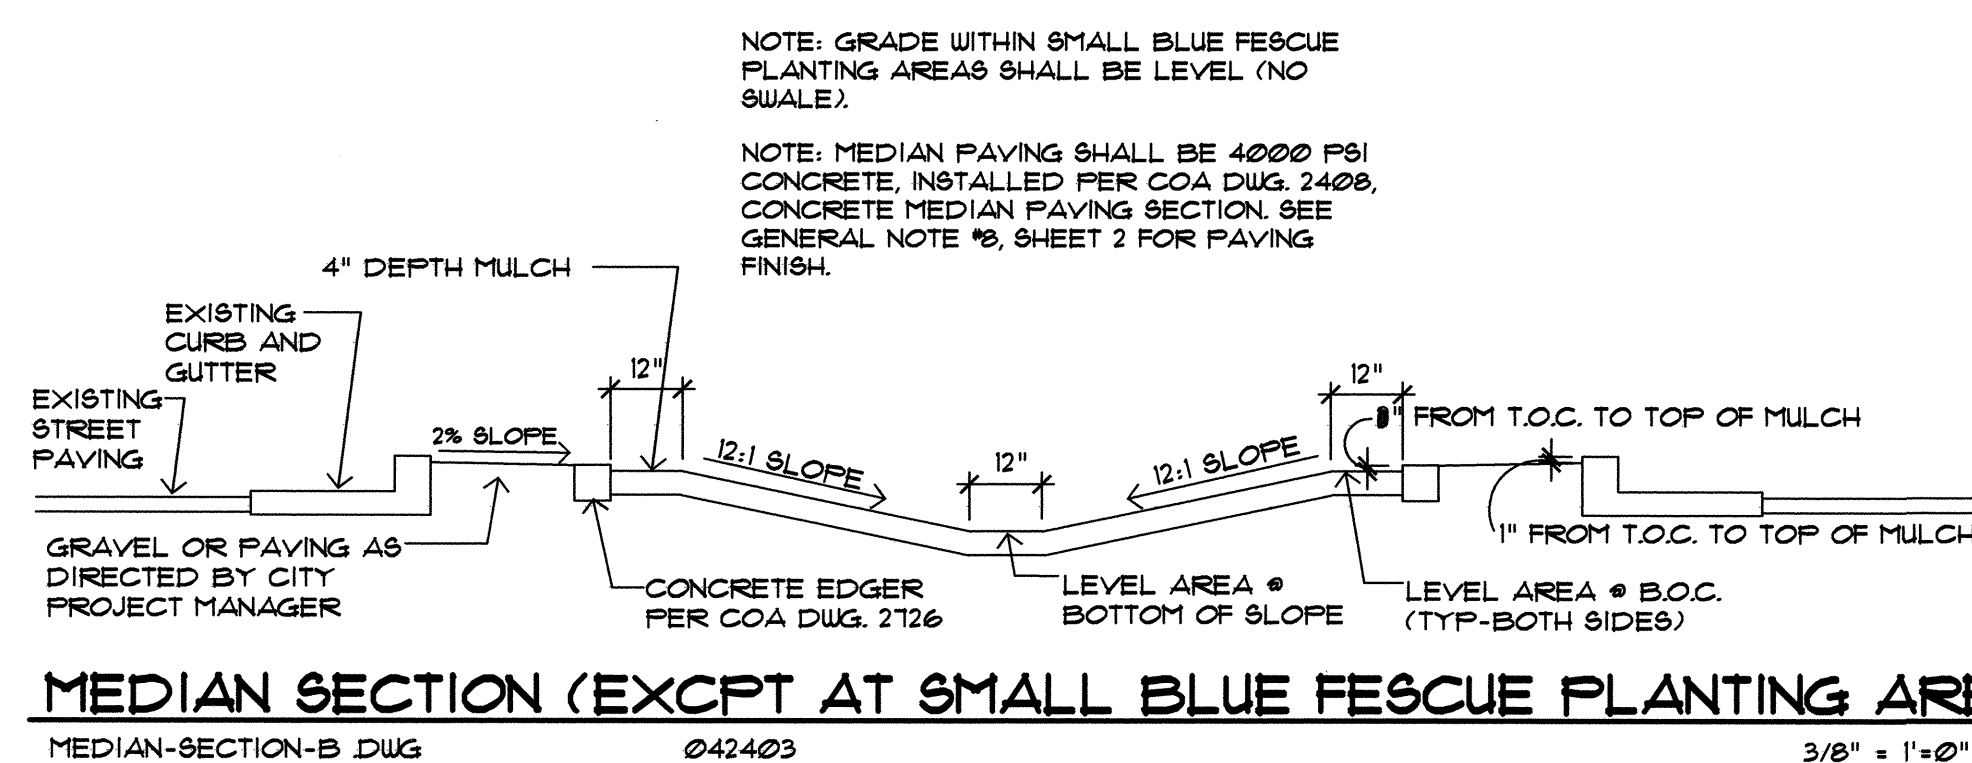 NOTE: GRADE WITHIN SMALL BLUE FESCUE
PLANTING AREAS SHALL BE LEVEL (NO
SWALE).
NOTE: MEDIAN PAVING SHALL BE 4000 PSI
CONCRETE, INSTALLED PER COA DWG. 2408,
CONCRETE MEDIAN PAVING SECTION. SEE
GENERAL NOTE #8, SHEET 2 FOR PAVING
FINISH.
4" DEPTH MULCH
EXISTING
CURB AND
GUTTER
EXISTING
STREET
PAVING
2% SLOPE
12"
12:1 SLOPE
12"
12:1 SLOPE
12"
FROM T.O.C. TO TOP OF MULCH
1" FROM T.O.C. TO TOP OF MULCH
GRAVEL OR PAVING AS
DIRECTED BY CITY
PROJECT MANAGER
CONCRETE EDGER
PER COA DWG. 2726
LEVEL AREA @
BOTTOM OF SLOPE
LEVEL AREA @ B.O.C.
(TYP-BOTH SIDES)
MEDIAN SECTION (EXCPT AT SMALL BLUE FESCUE PLANTING ARE
MEDIAN-SECTION-B .DWG
042403
3/8" = 1'=0"